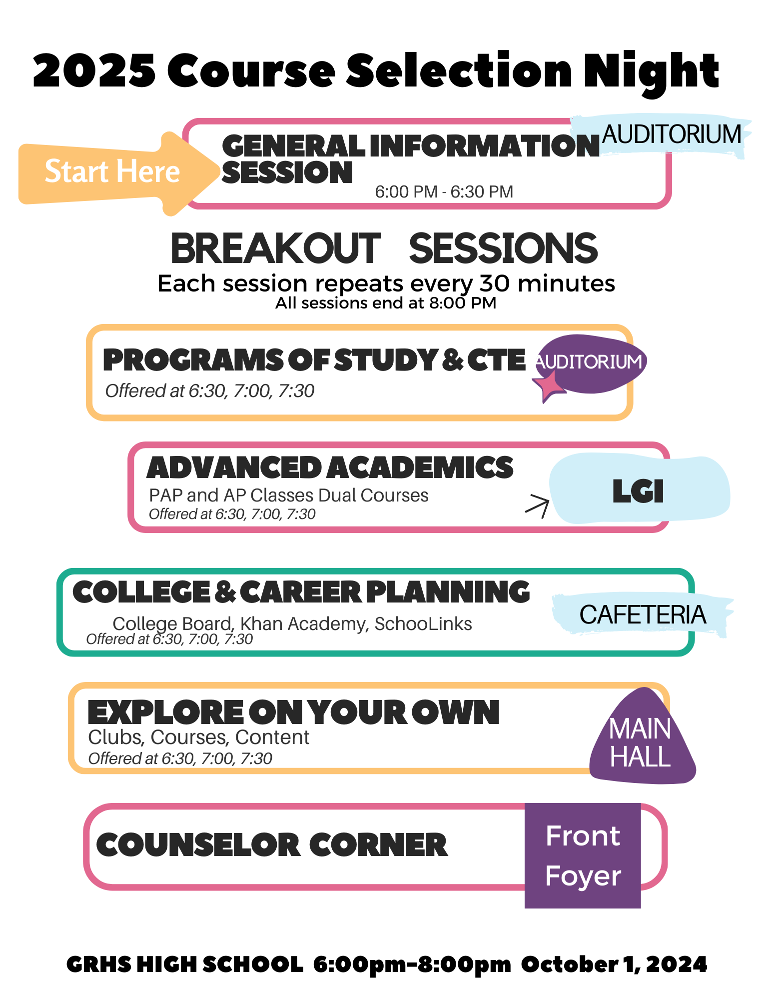 2025 Course Selection Night
AUDITORIUM
Start Here
GENERAL INFORMATION
SESSION
6:00 PM - 6:30 PM
BREAKOUT SESSIONS
Each session repeats every 30 minutes
All sessions end at 8:00 PM
PROGRAMS OF STUDY & CTE
AUDITORIUM
Offered at 6:30, 7:00, 7:30
ADVANCED ACADEMICS
PAP and AP Classes Dual Courses
Offered at 6:30, 7:00, 7:30
LGI
COLLEGE & CAREER PLANNING
College Board, Khan Academy, SchooLinks
Offered at 6:30, 7:00, 7:30
CAFETERIA
EXPLORE ON YOUR OWN
Clubs, Courses, Content
Offered at 6:30, 7:00, 7:30
MAIN
HALL
COUNSELOR CORNER
Front
Foyer
GRHS HIGH SCHOOL 6:00pm-8:00pm October 1, 2024